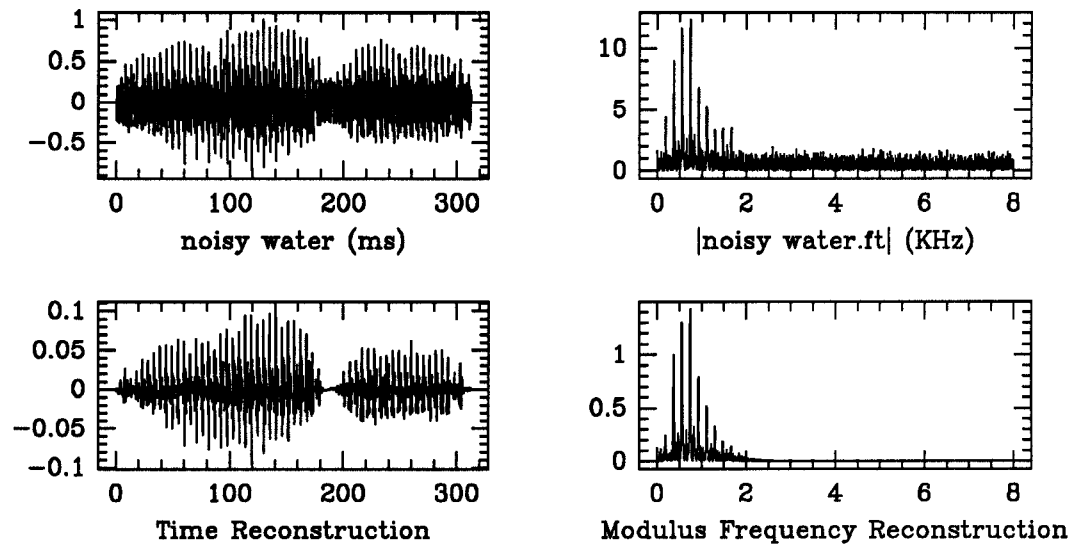 1
0.5
0
−0.5
0 100 200 300
noisy water (ms)
10
5
0
0 2 4 6 8
|noisy water.ft| (KHz)
0.1
0.05
0
−0.05
−0.1
0 100 200 300
Time Reconstruction
1
0.5
0
0 2 4 6 8
Modulus Frequency Reconstruction